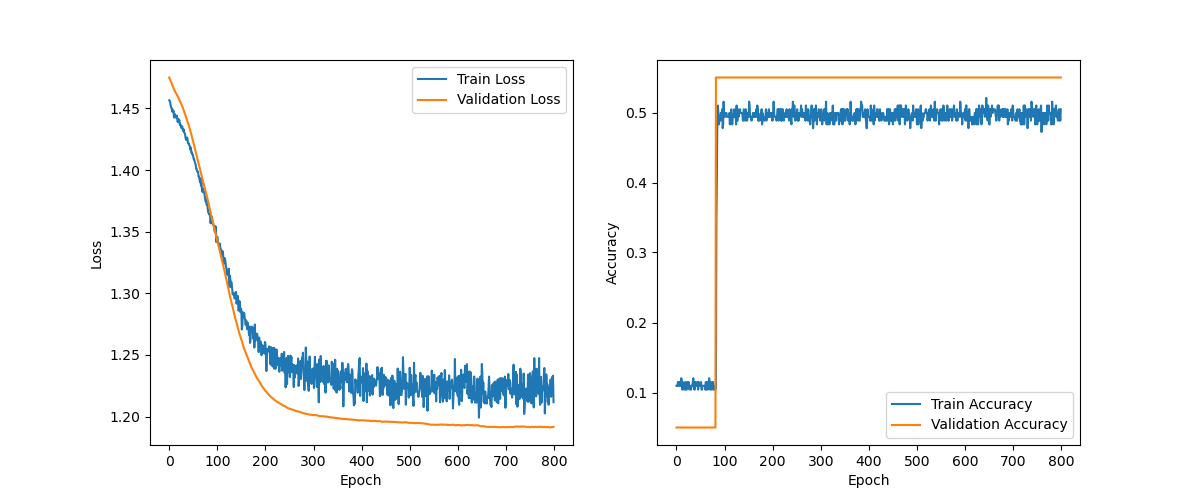 Train Loss
Validation Loss
1.45
1.40
1.35
1.30
1.25
1.20
Loss
0 100 200 300 400 500 600 700 800
Epoch
0.5
0.4
0.3
0.2
0.1
Accuracy
Train Accuracy
Validation Accuracy
0 100 200 300 400 500 600 700 800
Epoch